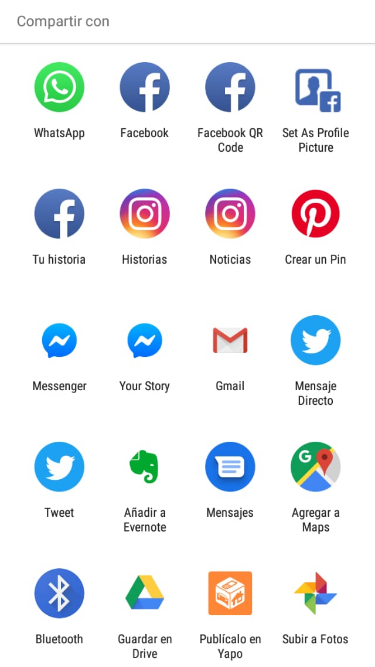 Compartir con
WhatsApp
Facebook
Facebook QR
Code
Set As Profile
Picture
Tu historia
Historias
Noticias
Crear un Pin
Messenger
Your Story
Gmail
Mensaje
Directo
Tweet
Añadir a
Evernote
Mensajes
Agregar a
Maps
Bluetooth
Guardar en
Drive
Publícalo en
Yapo
Subir a Fotos